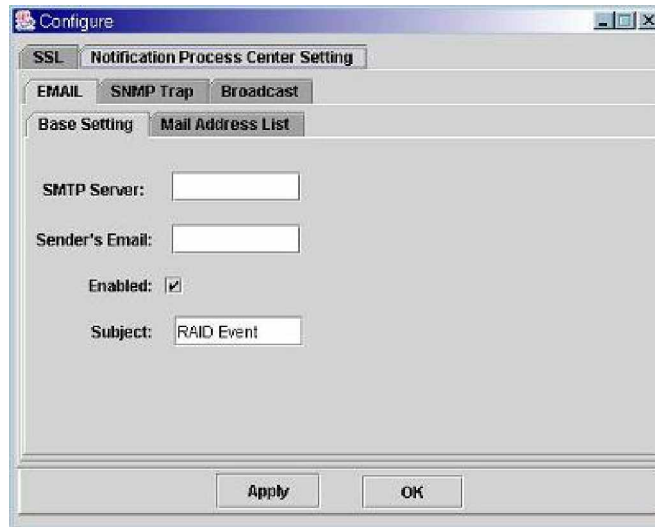 Configure
SSL Notification Process Center Setting
EMAIL SNMP Trap Broadcast
Base Setting Mail Address List
SMTP Server:
Sender's Email:
Enabled:
Subject: RAID Event
Apply OK